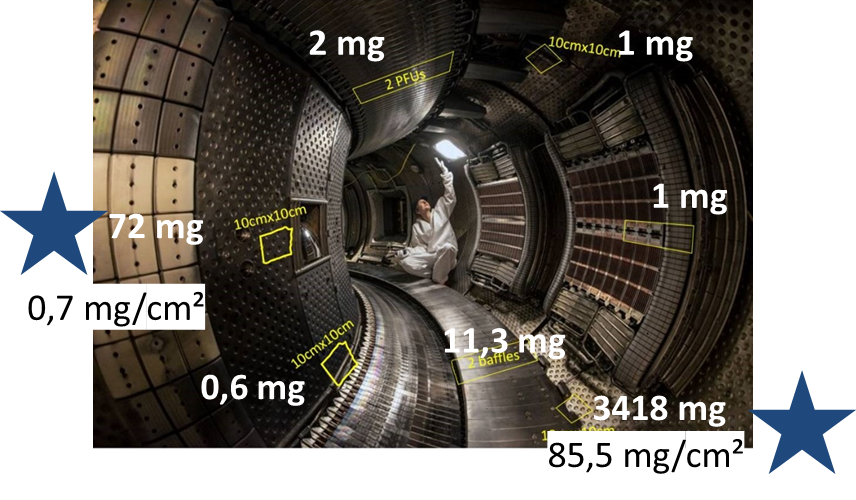 2 mg
10cmx10cm
1 mg
2 PFUs
1 mg
10cmx10cm
72 mg
0,7 mg/cm²
11,3 mg
2 baffles
10cmx10cm
0,6 mg
3418 mg
85,5 mg/cm²